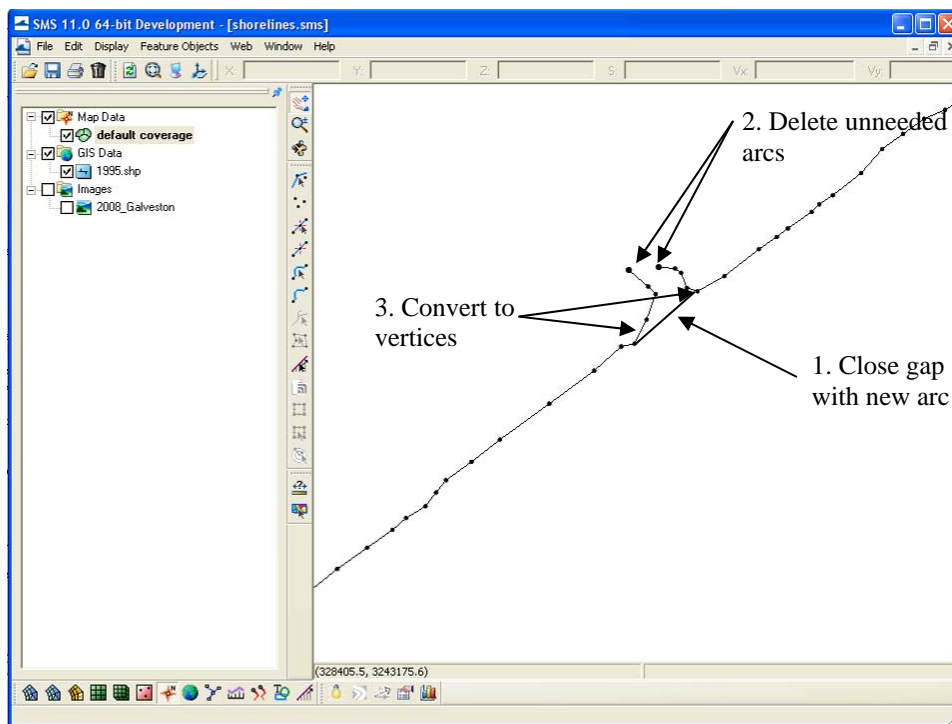 SMS 11.0 64-bit Development - [shorelines.sms]
File Edit Display Feature Objects Web Window Help
X: Y: Z: S: Vx: Vy:
Map Data
default coverage
GIS Data
1995.shp
Images
2008_Galveston
2. Delete unneeded
arcs
3. Convert to
vertices
1. Close gap
with new arc
(328405.5, 3243175.6)